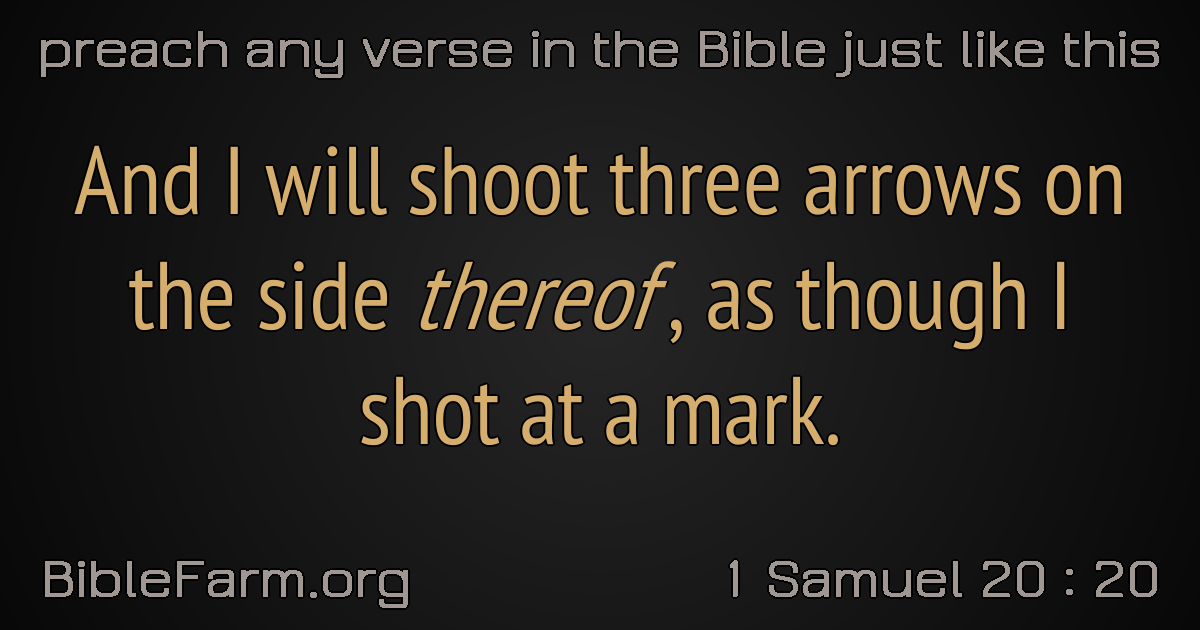 preach any verse in the Bible just like this
And I will shoot three arrows on
the side thereof, as though I
shot at a mark.
BibleFarm.org
1 Samuel 20 : 20